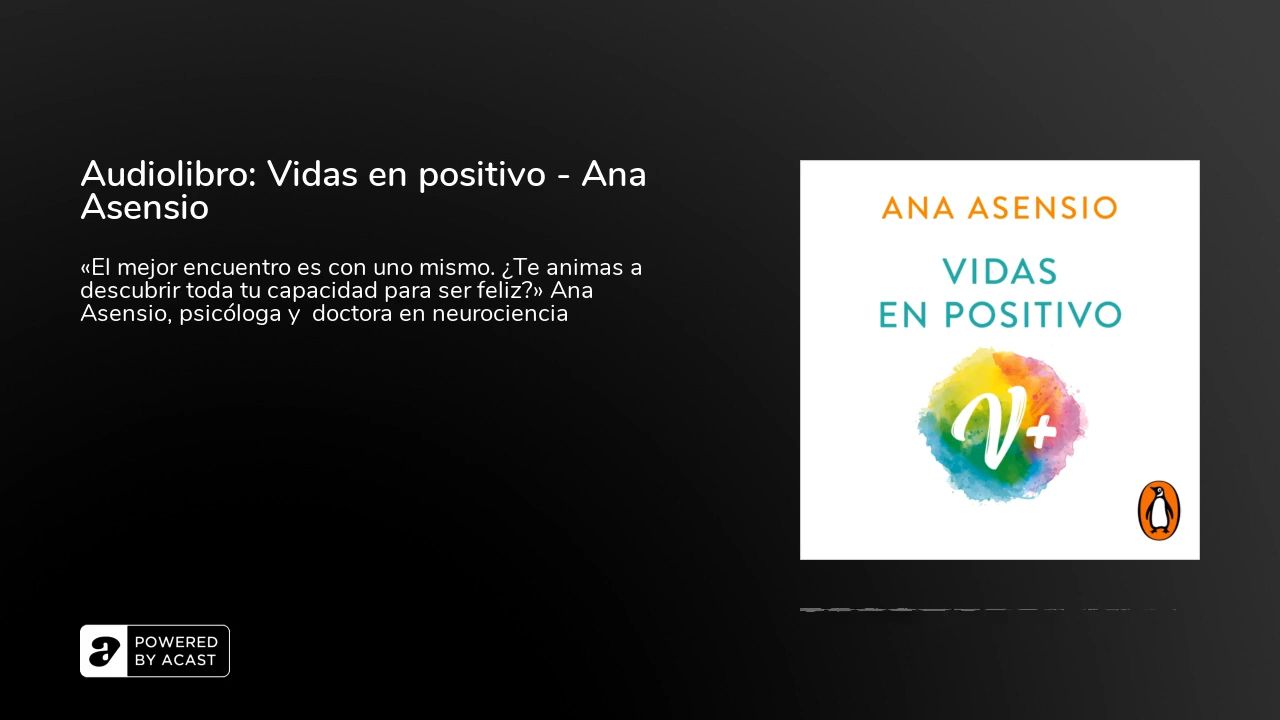 Audiolibro: Vidas en positivo - Ana
Asensio
«El mejor encuentro es con uno mismo. ¿Te animas a
descubrir toda tu capacidad para ser feliz?» Ana
Asensio, psicóloga y  doctora en neurociencia
ANA ASENSIO
VIDAS
EN POSITIVO
V+
a
POWERED
BY ACAST